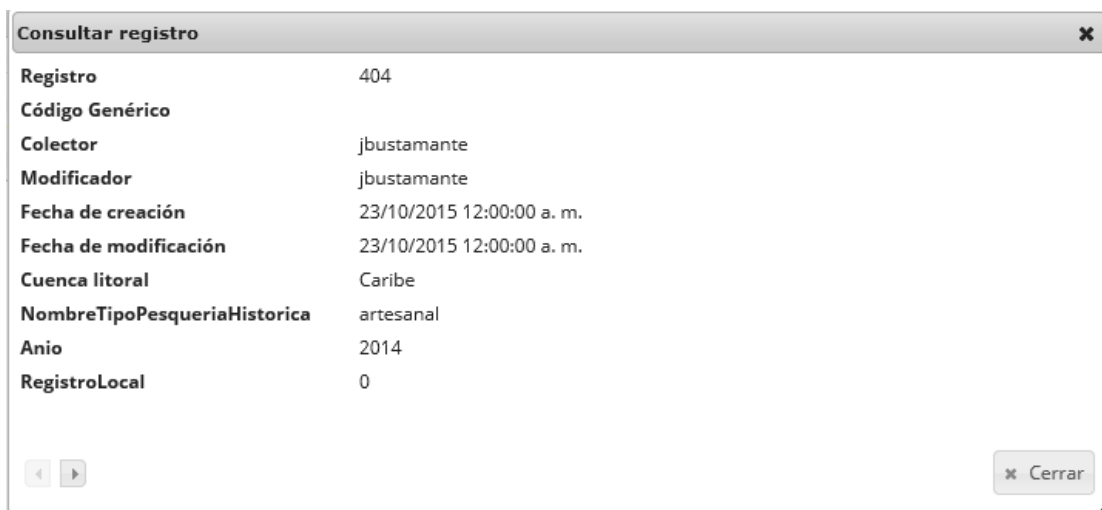 Consultar registro
Registro 404
Código Genérico
Colector jbustamante
Modificador jbustamante
Fecha de creación 23/10/2015 12:00:00 a. m.
Fecha de modificación 23/10/2015 12:00:00 a. m.
Cuenca litoral Caribe
NombreTipoPesqueriaHistorica artesanal
Anio 2014
RegistroLocal 0
Cerrar